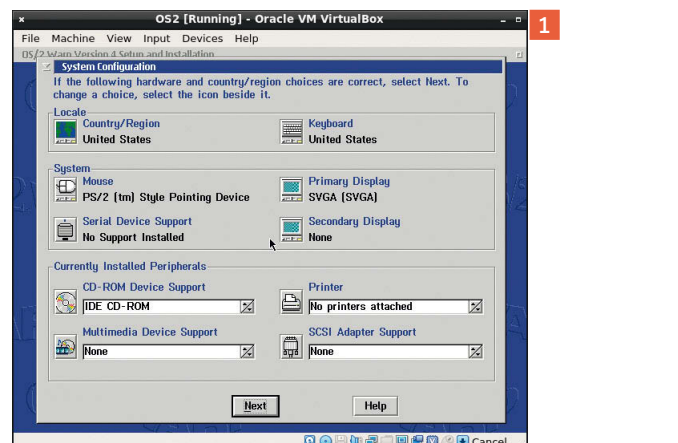 OS2 [Running] - Oracle VM VirtualBox
1
File Machine View Input Devices Help
OS/2 Warp Version 4 Setup and Installation
System Configuration
If the following hardware and country/region choices are correct, select Next. To
change a choice, select the icon beside it.
Locale
Country/Region
United States
Keyboard
United States
System
Mouse
PS/2 (tm) Style Pointing Device
Primary Display
SVGA (SVGA)
Serial Device Support
No Support Installed
Secondary Display
None
Currently Installed Peripherals
CD-ROM Device Support
IDE CD-ROM
Printer
No printers attached
Multimedia Device Support
None
SCSI Adapter Support
None
Next
Help
Cancel